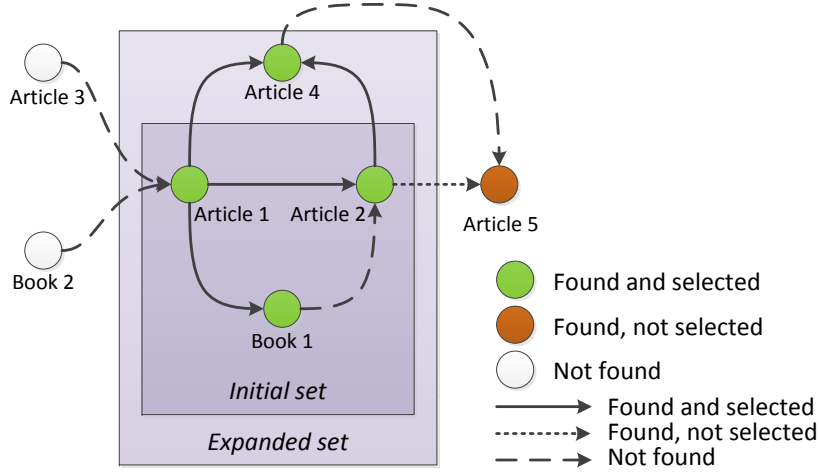 Article 3
Article 4
Article 1
Article 2
Article 5
Book 2
Book 1
Initial set
Expanded set
Found and selected
Found, not selected
Not found
Found and selected
Found, not selected
Not found